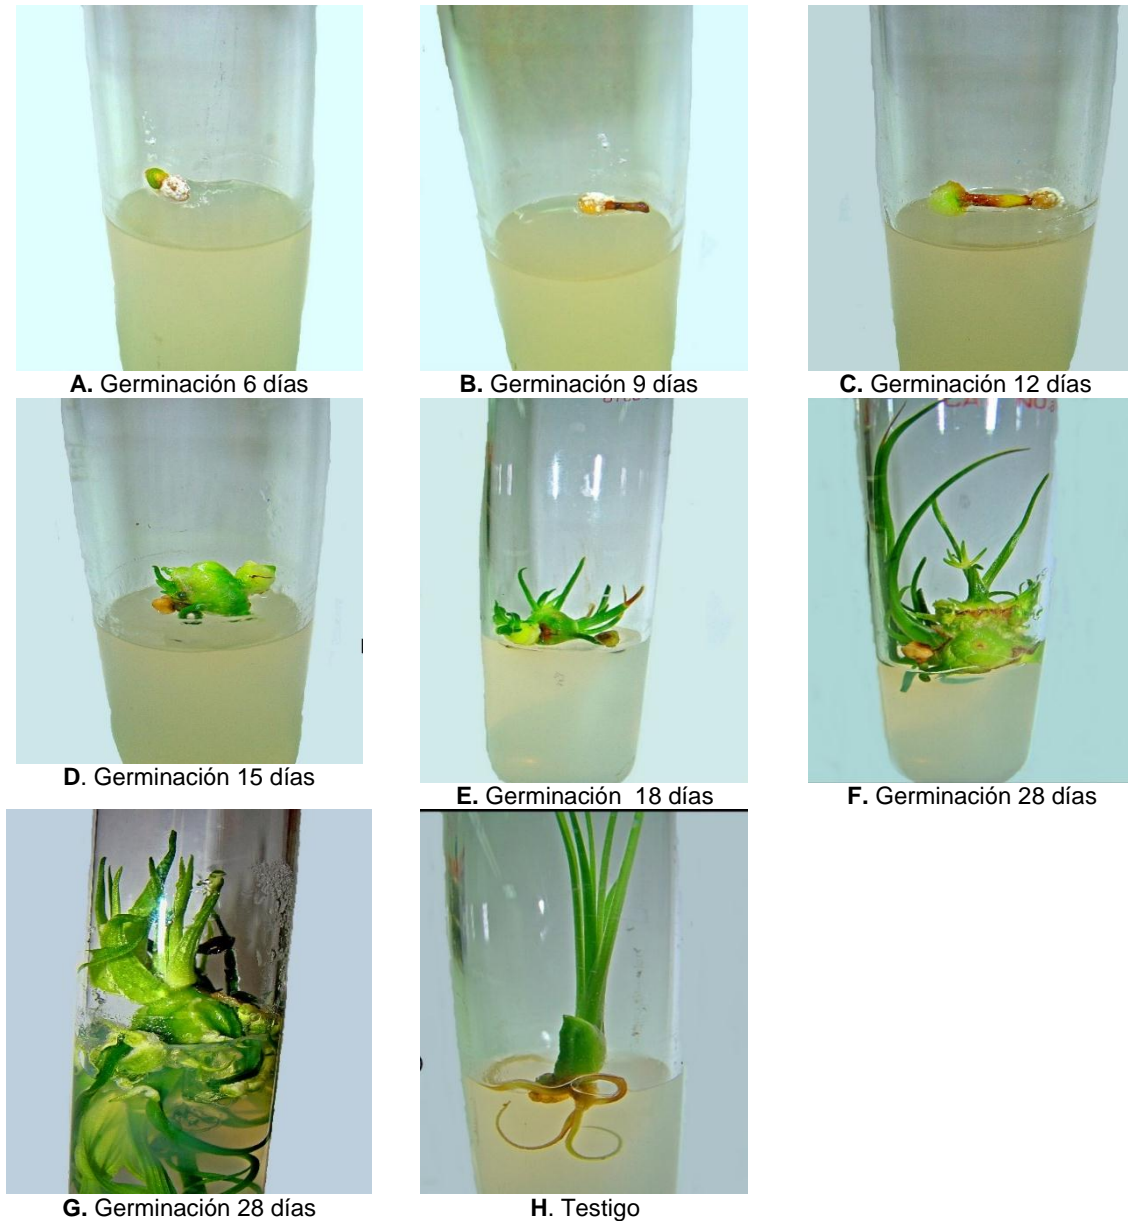 A. Germinación 6 días
B. Germinación 9 días
C. Germinación 12 días
D. Germinación 15 días
E. Germinación 18 días
F. Germinación 28 días
G. Germinación 28 días
H. Testigo